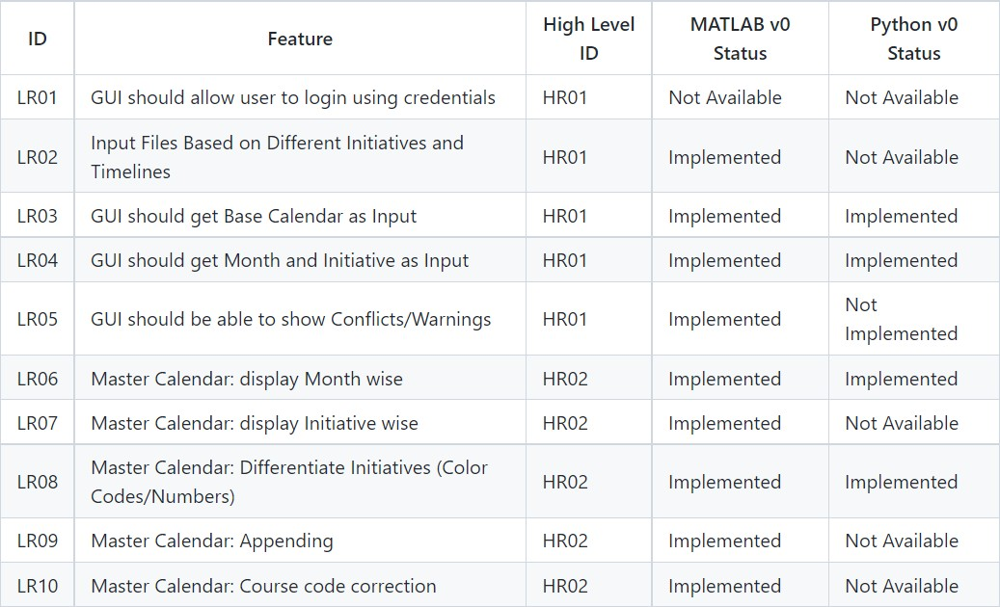 ID Feature High Level ID MATLAB v0 Status Python v0 Status
LR01 GUI should allow user to login using credentials HR01 Not Available Not Available
LR02 Input Files Based on Different Initiatives and Timelines HR01 Implemented Not Available
LR03 GUI should get Base Calendar as Input HR01 Implemented Implemented
LR04 GUI should get Month and Initiative as Input HR01 Implemented Implemented
LR05 GUI should be able to show Conflicts/Warnings HR01 Implemented Not Implemented
LR06 Master Calendar: display Month wise HR02 Implemented Implemented
LR07 Master Calendar: display Initiative wise HR02 Implemented Not Available
LR08 Master Calendar: Differentiate Initiatives (Color Codes/Numbers) HR02 Implemented Implemented
LR09 Master Calendar: Appending HR02 Implemented Not Available
LR10 Master Calendar: Course code correction HR02 Implemented Not Available